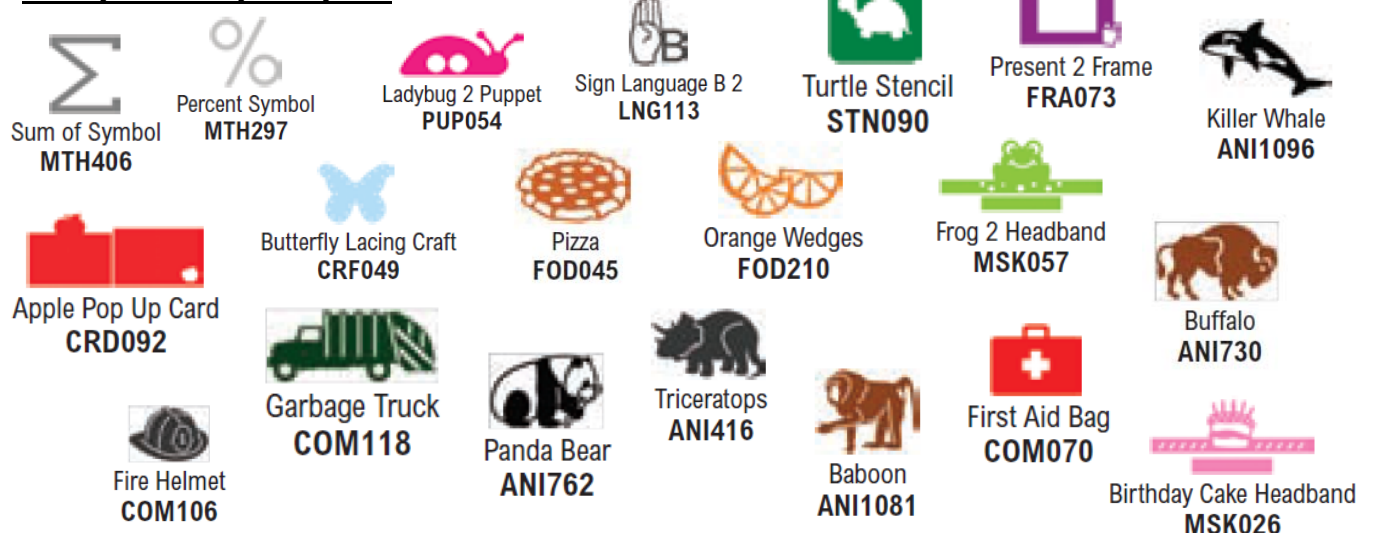 Sum of Symbol
MTH406
%
Percent Symbol
MTH297
Ladybug 2 Puppet
PUP054
B
Sign Language B 2
LNG113
Turtle Stencil
STN090
Present 2 Frame
FRA073
Killer Whale
ANI1096
Apple Pop Up Card
CRD092
Butterfly Lacing Craft
CRF049
Pizza
FOD045
Orange Wedges
FOD210
Frog 2 Headband
MSK057
Buffalo
ANI730
Garbage Truck
COM118
Panda Bear
ANI762
Triceratops
ANI416
Baboon
ANI1081
First Aid Bag
COM070
Fire Helmet
COM106
Birthday Cake Headband
MSK026